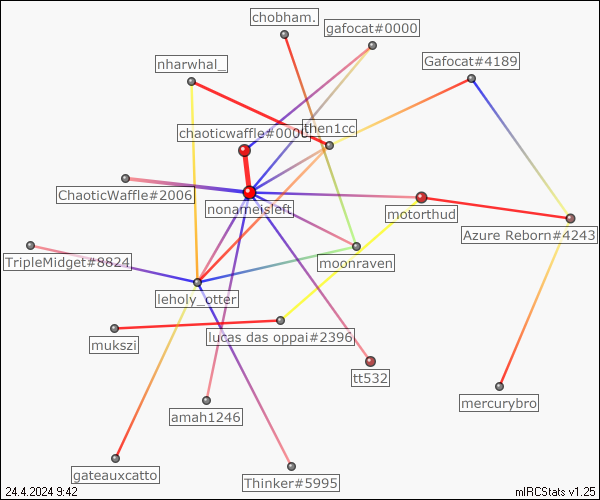 chobham.
gafocat#0000
nharwhal_
Gafocat#4189
chaoticwaffle#0000
then1cc
ChaoticWaffle#2006
nonameisleft
motorthud
Azure Reborn#4243
TripleMidget#8824
moonraven
leholy_otter
mukszi
lucas das oppai#2396
tt532
amah1246
mercurybro
gateauxcatto
Thinker#5995
24.4.2024 9:42
mIRCStats v1.25